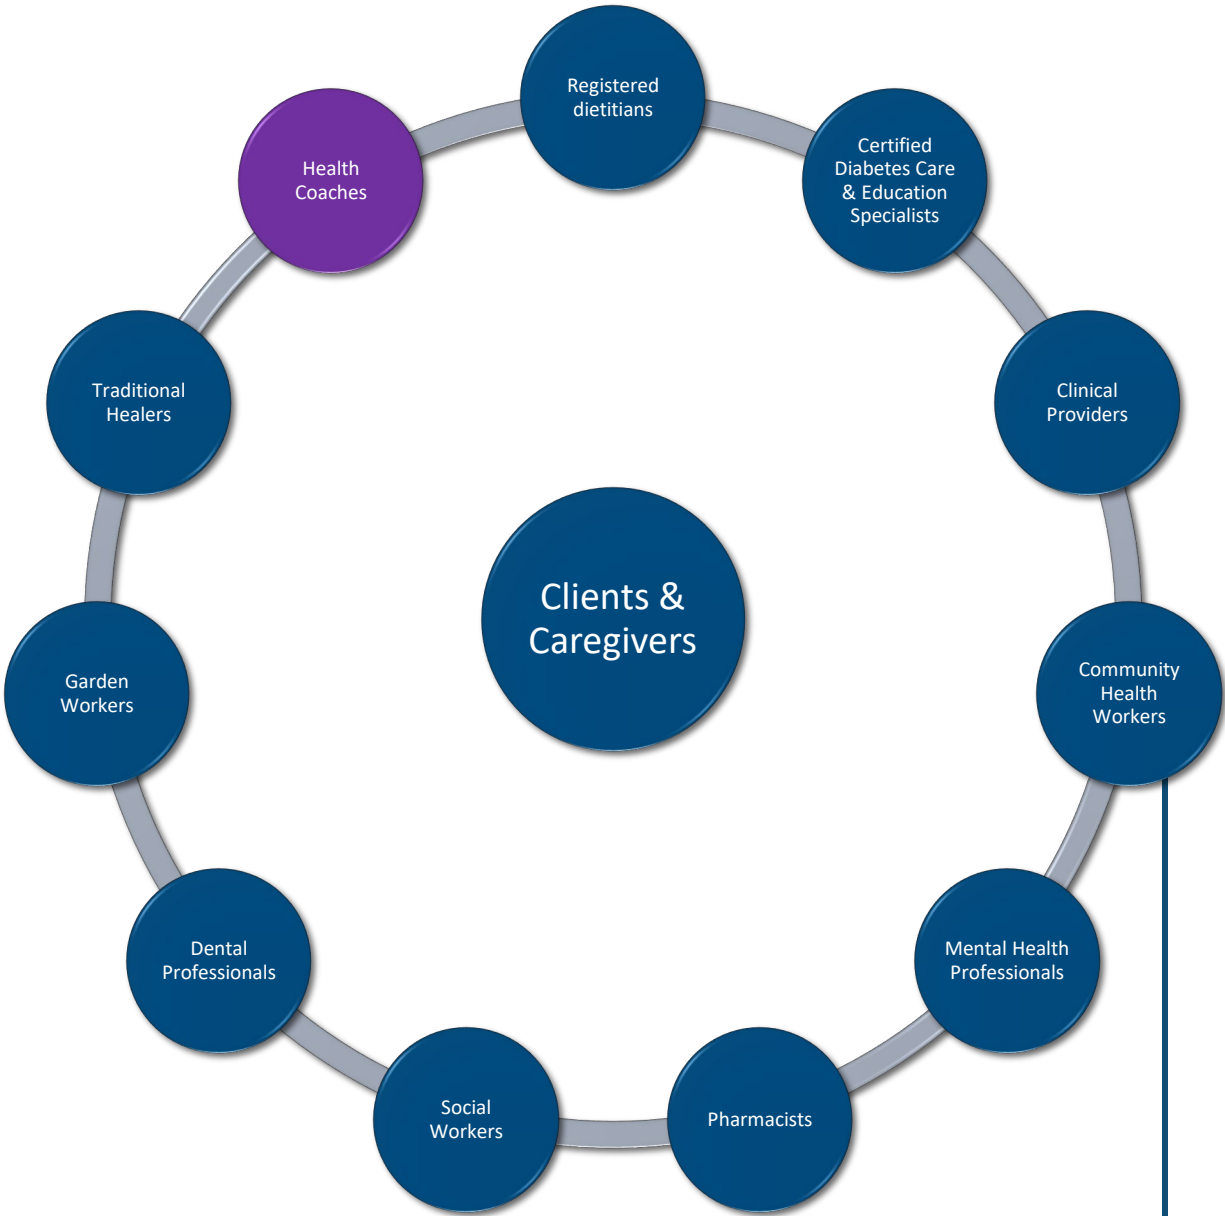 Registered
dietitians
Certified
Diabetes Care
& Education
Specialists
Clinical
Providers
Community
Health
Workers
Mental Health
Professionals
Pharmacists
Social
Workers
Dental
Professionals
Garden
Workers
Traditional
Healers
Health
Coaches
Clients &
Caregivers